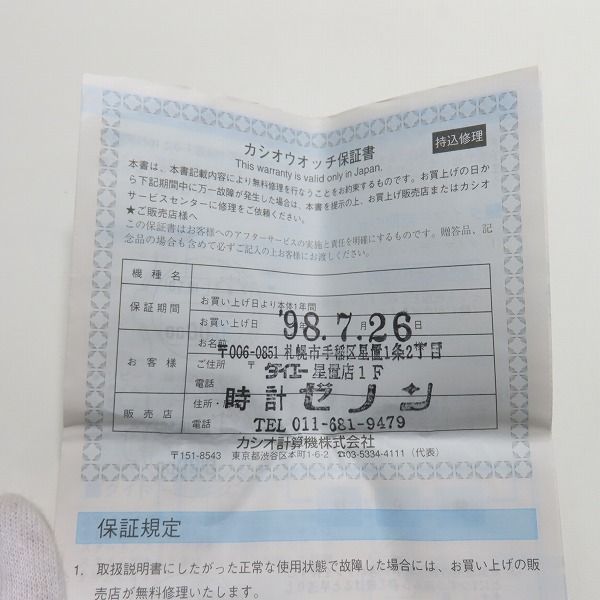 カシオウオッチ保証書
持込修理
This warranty is valid only in Japan.
本書は、本書記載内容により無料修理を行なうことをお約束するものです。お買上げの日か
ら下記期間中に万一故障が発生した場合は、本書を提示の上、お買上げ販売店またはカシオ
サービスセンターに修理をご依頼ください。
★ご販売店様へ
この保証書はお客様へのアフターサービスの実施と責任を明確にするものです。贈答品、記
念品の場合も含めて必ずご記入の上お客様にお渡しください。
機種名
保証期間 お買い上げ日より本体1年間
お買い上げ日 '98.7.26 年 月 日
お客様 お名前
〒006-0851 札幌市手稲区星置1条2丁目
ご住所 〒 ダイエー 星置店1F
電話
時計ゼノン
販売店 住所・
電話 TEL 011-681-9479
カシオ計算機株式会社
〒151-8543 東京都渋谷区本町1-6-2 ☎03-5334-4111(代表)
保証規定
1. 取扱説明書にしたがった正常な使用状態で故障した場合には、お買い上げの販
売店が無料修理いたします。